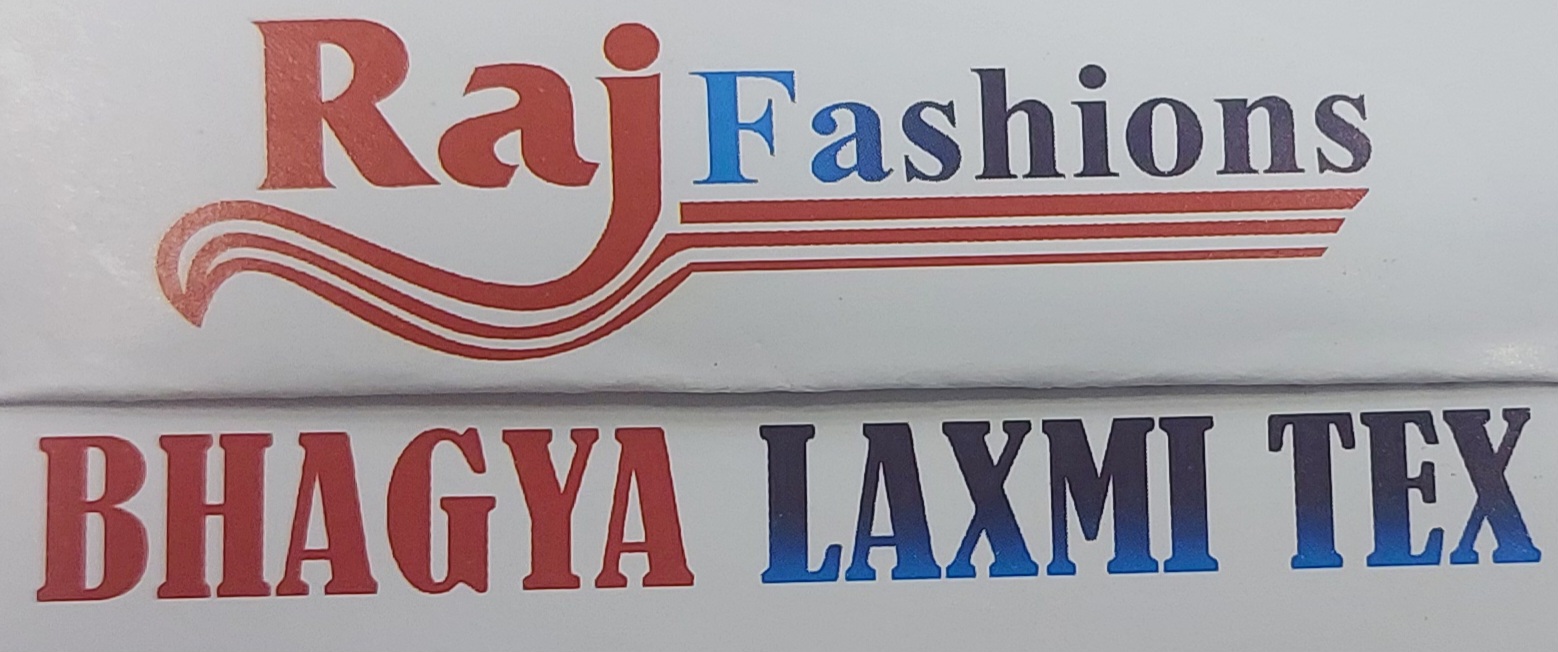 Raj Fashions
BHAGYA LAXMI TEX